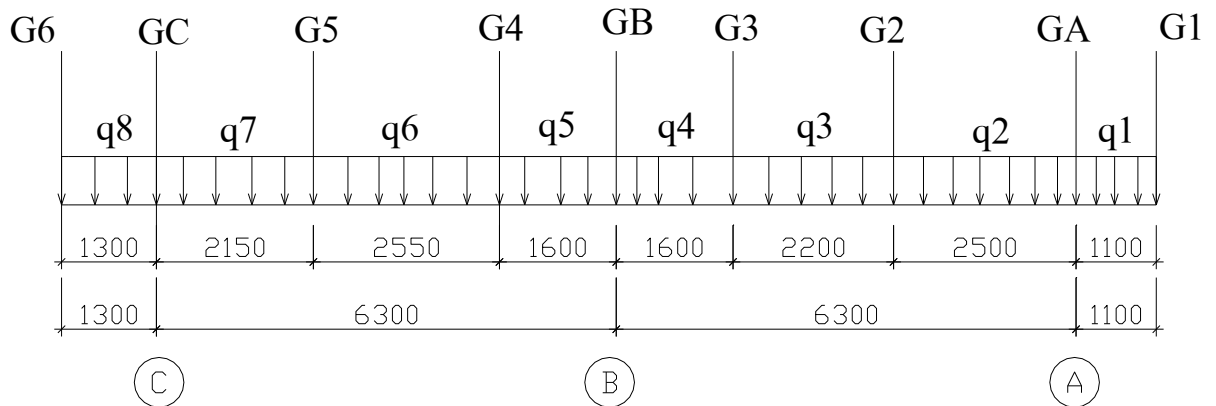 G6 GC G5 G4 GB G3 G2 GA G1
q8 q7 q6 q5 q4 q3 q2 q1
1300 2150 2550 1600 1600 2200 2500 1100
1300 6300 6300 1100
C B A